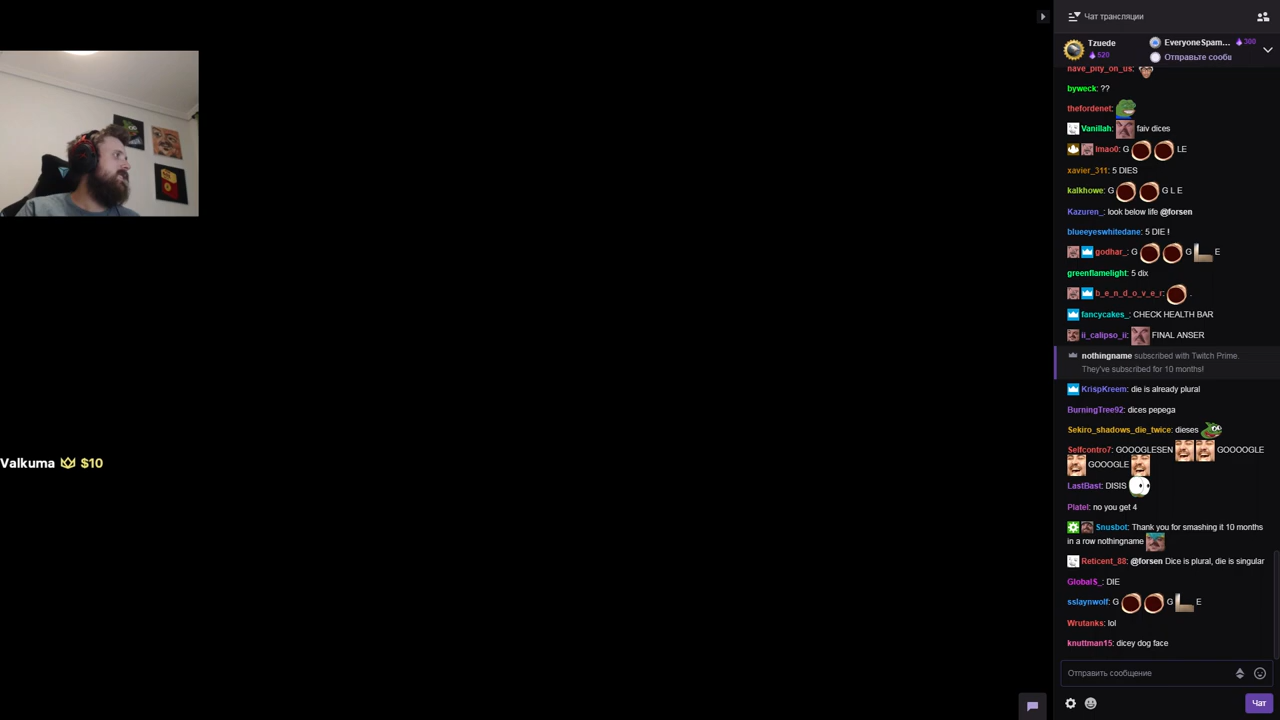 Чат трансляции
Tzuede
520
EveryoneSpam...
300
Отправьте сообщ
nave_pity_on_us:
byweck: ??
thefordenet:
Vanillah: faiv dices
lmao0: G LE
xavier_311: 5 DIES
kalkhowe: G G L E
Kazuren_: look below life @forsen
blueeyeswhitedane: 5 DIE !
godhar_: G G E
greenflamelight: 5 dix
b_e_n_d_o_v_e_r: .
fancycakes_: CHECK HEALTH BAR
ii_calipso_ii: FINAL ANSER
nothingname subscribed with Twitch Prime.
They've subscribed for 10 months!
KrispKreem: die is already plural
BurningTree92: dices pepega
Sekiro_shadows_die_twice: dieses
Selfcontro7: GOOOGLESEN GOOOOGLE
GOOOGLE
LastBast: DISIS
Platel: no you get 4
Snusbot: Thank you for smashing it 10 months
in a row nothingname
Reticent_88: @forsen Dice is plural, die is singular
GlobalS_: DIE
sslaynwolf: G G E
Wrutanks: lol
knuttman15: dicey dog face
Отправить сообщение
Чат
Valkuma $10